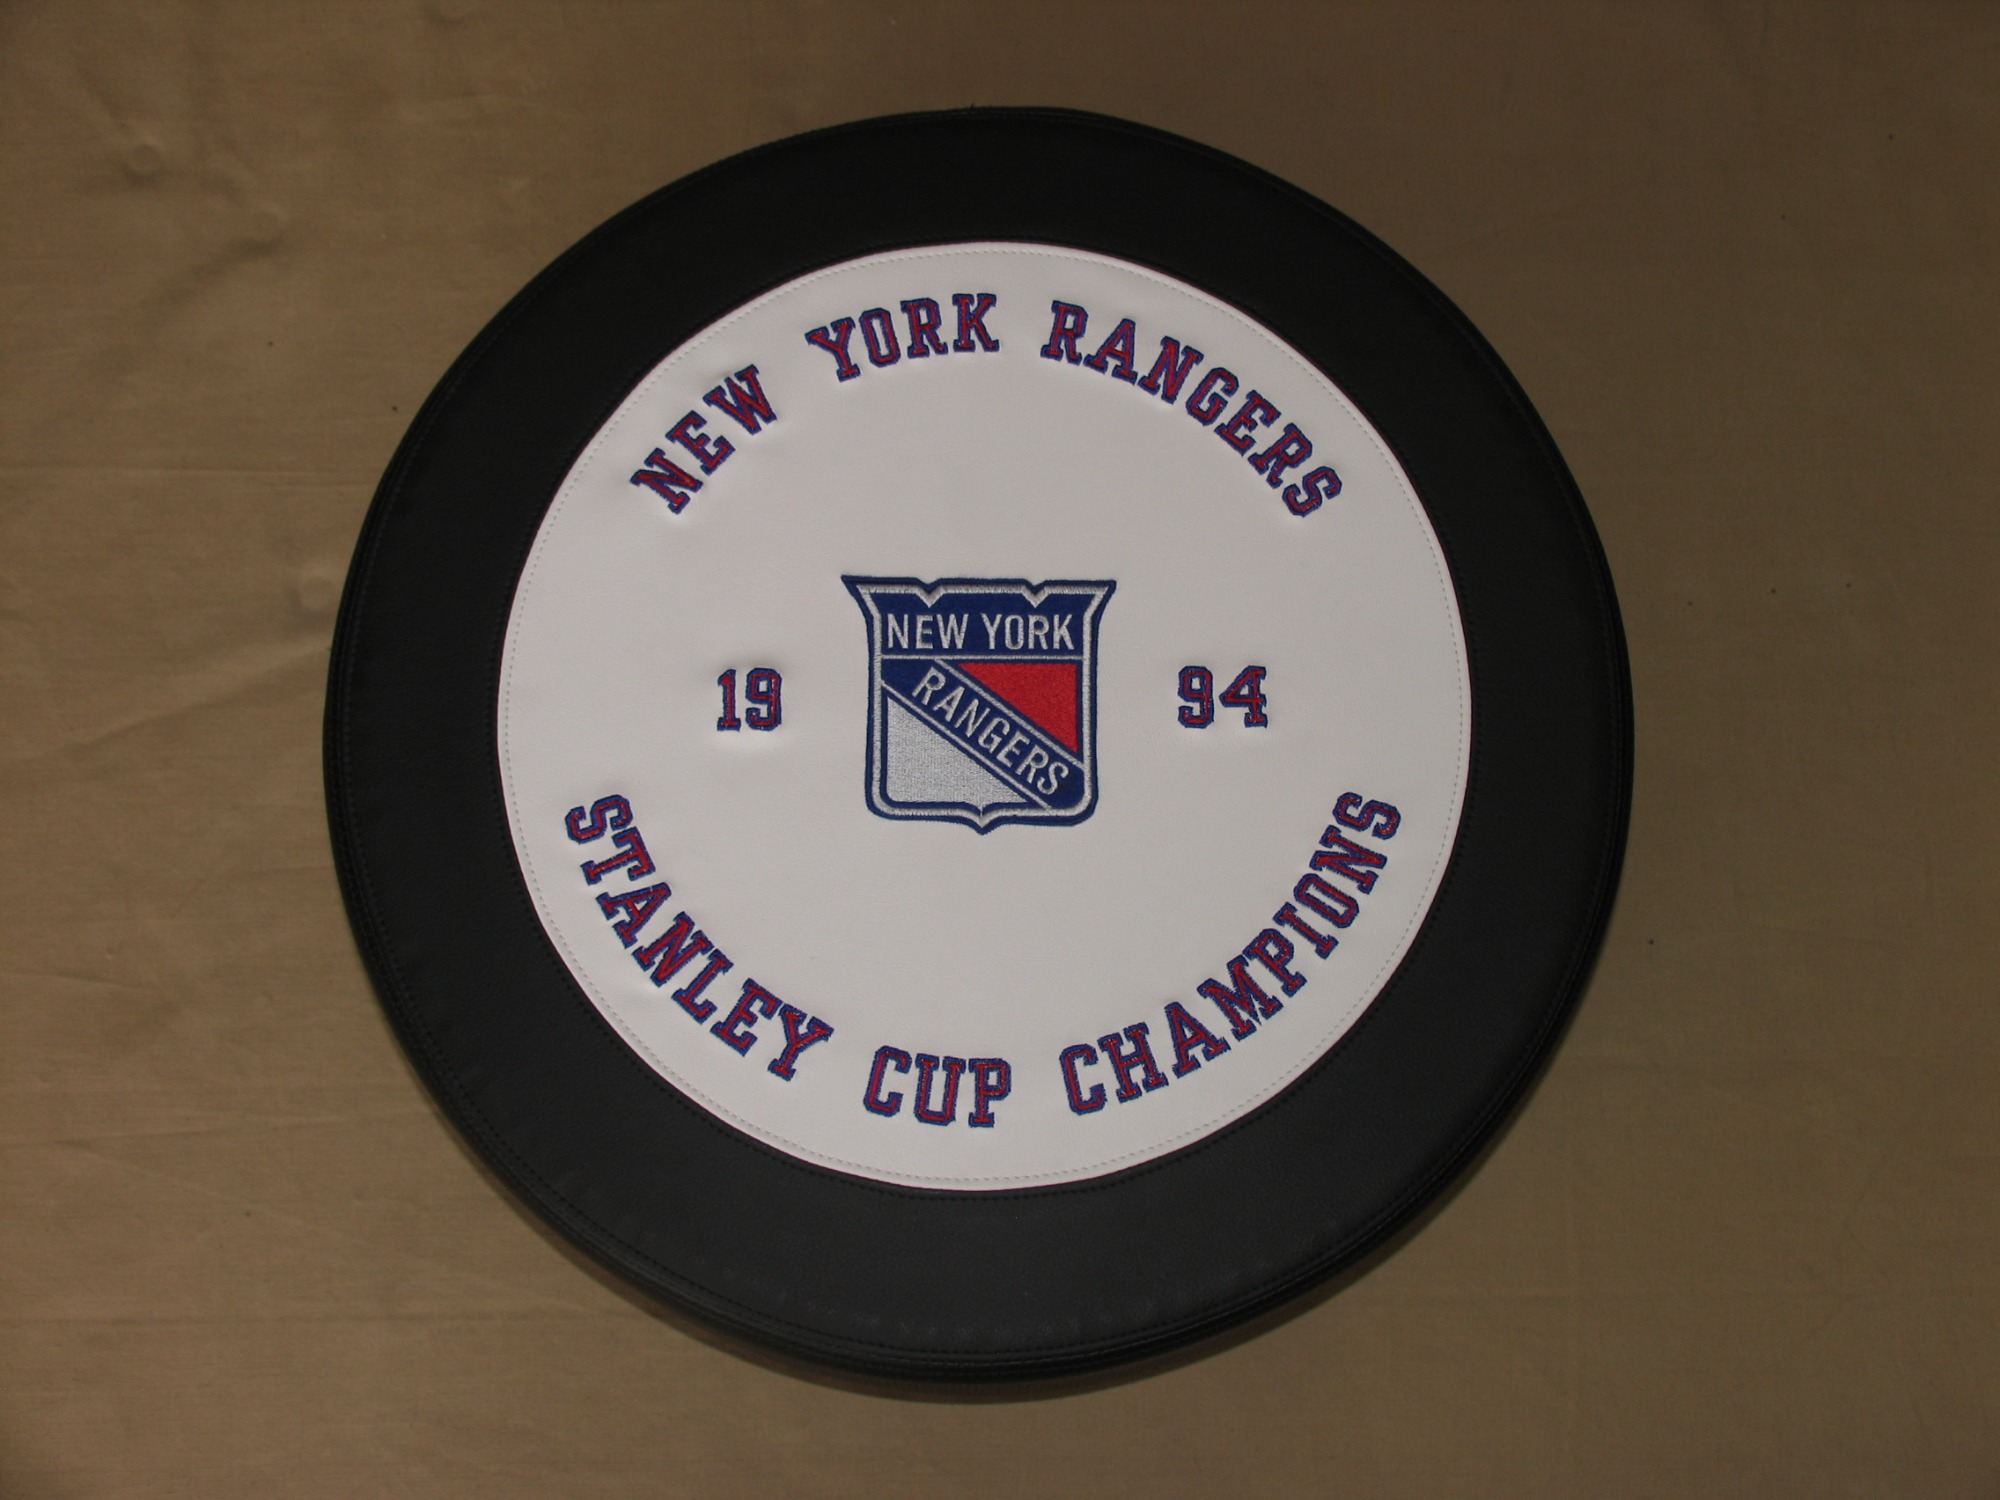 NEW YORK RANGERS
NEW YORK
RANGERS
19 94
STANLEY CUP CHAMPIONS